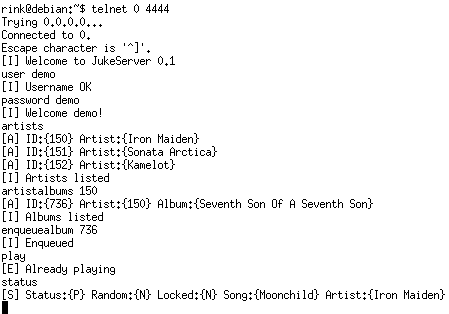 rink@debian:~$ telnet 0 4444
Trying 0.0.0.0...
Connected to 0.
Escape character is '^]'.
[I] Welcome to JukeServer 0.1
user demo
[I] Username OK
password demo
[I] Welcome demo!
artists
[A] ID:{150} Artist:{Iron Maiden}
[A] ID:{151} Artist:{Sonata Arctica}
[A] ID:{152} Artist:{Kamelot}
[I] Artists listed
artistalbums 150
[A] ID:{736} Artist:{150} Album:{Seventh Son Of A Seventh Son}
[I] Albums listed
enqueuealbum 736
[I] Enqueued
play
[E] Already playing
status
[S] Status:{P} Random:{N} Locked:{N} Song:{Moonchild} Artist:{Iron Maiden}